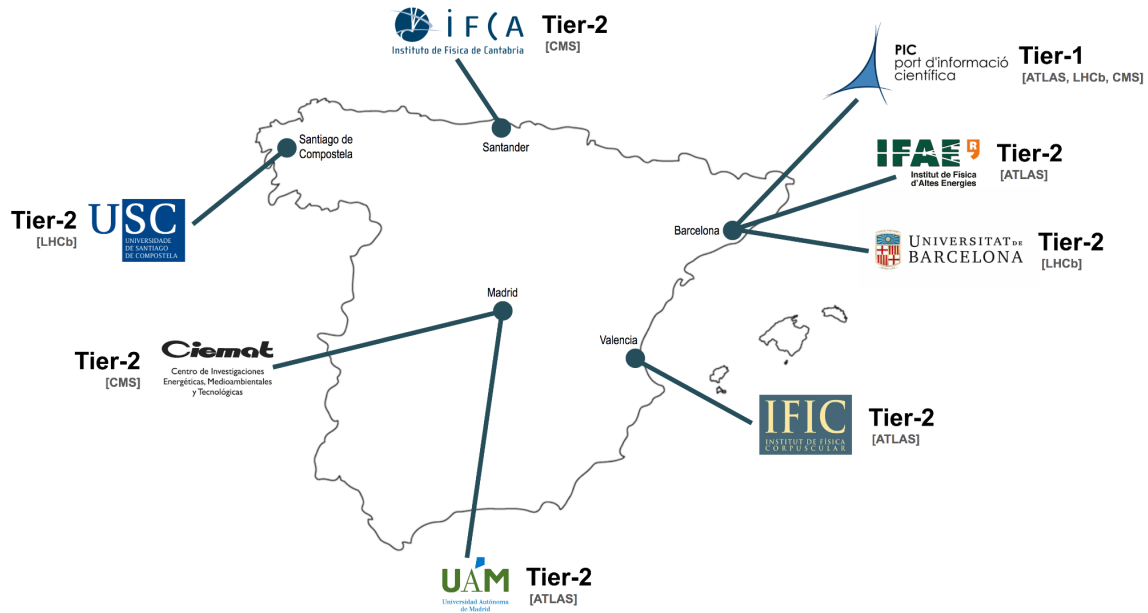 iFCA
Instituto de Física de Cantabria
Tier-2
[CMS]
PIC
port d'informació
científica
Tier-1
[ATLAS, LHCb, CMS]
Santiago de
Compostela
Santander
IFAE R
Institut de Física
d'Altes Energies
Tier-2
[ATLAS]
Tier-2
[LHCb]
USC
UNIVERSIDADE
DE SANTIAGO
DE COMPOSTELA
Barcelona
UNIVERSITAT DE
BARCELONA
Tier-2
[LHCb]
Madrid
Valencia
Tier-2
[CMS]
Ciemat
Centro de Investigaciones
Energéticas, Medioambientales
y Tecnológicas
IFIC
INSTITUT DE FÍSICA
CORPUSCULAR
Tier-2
[ATLAS]
UAM
Universidad Autónoma
de Madrid
Tier-2
[ATLAS]